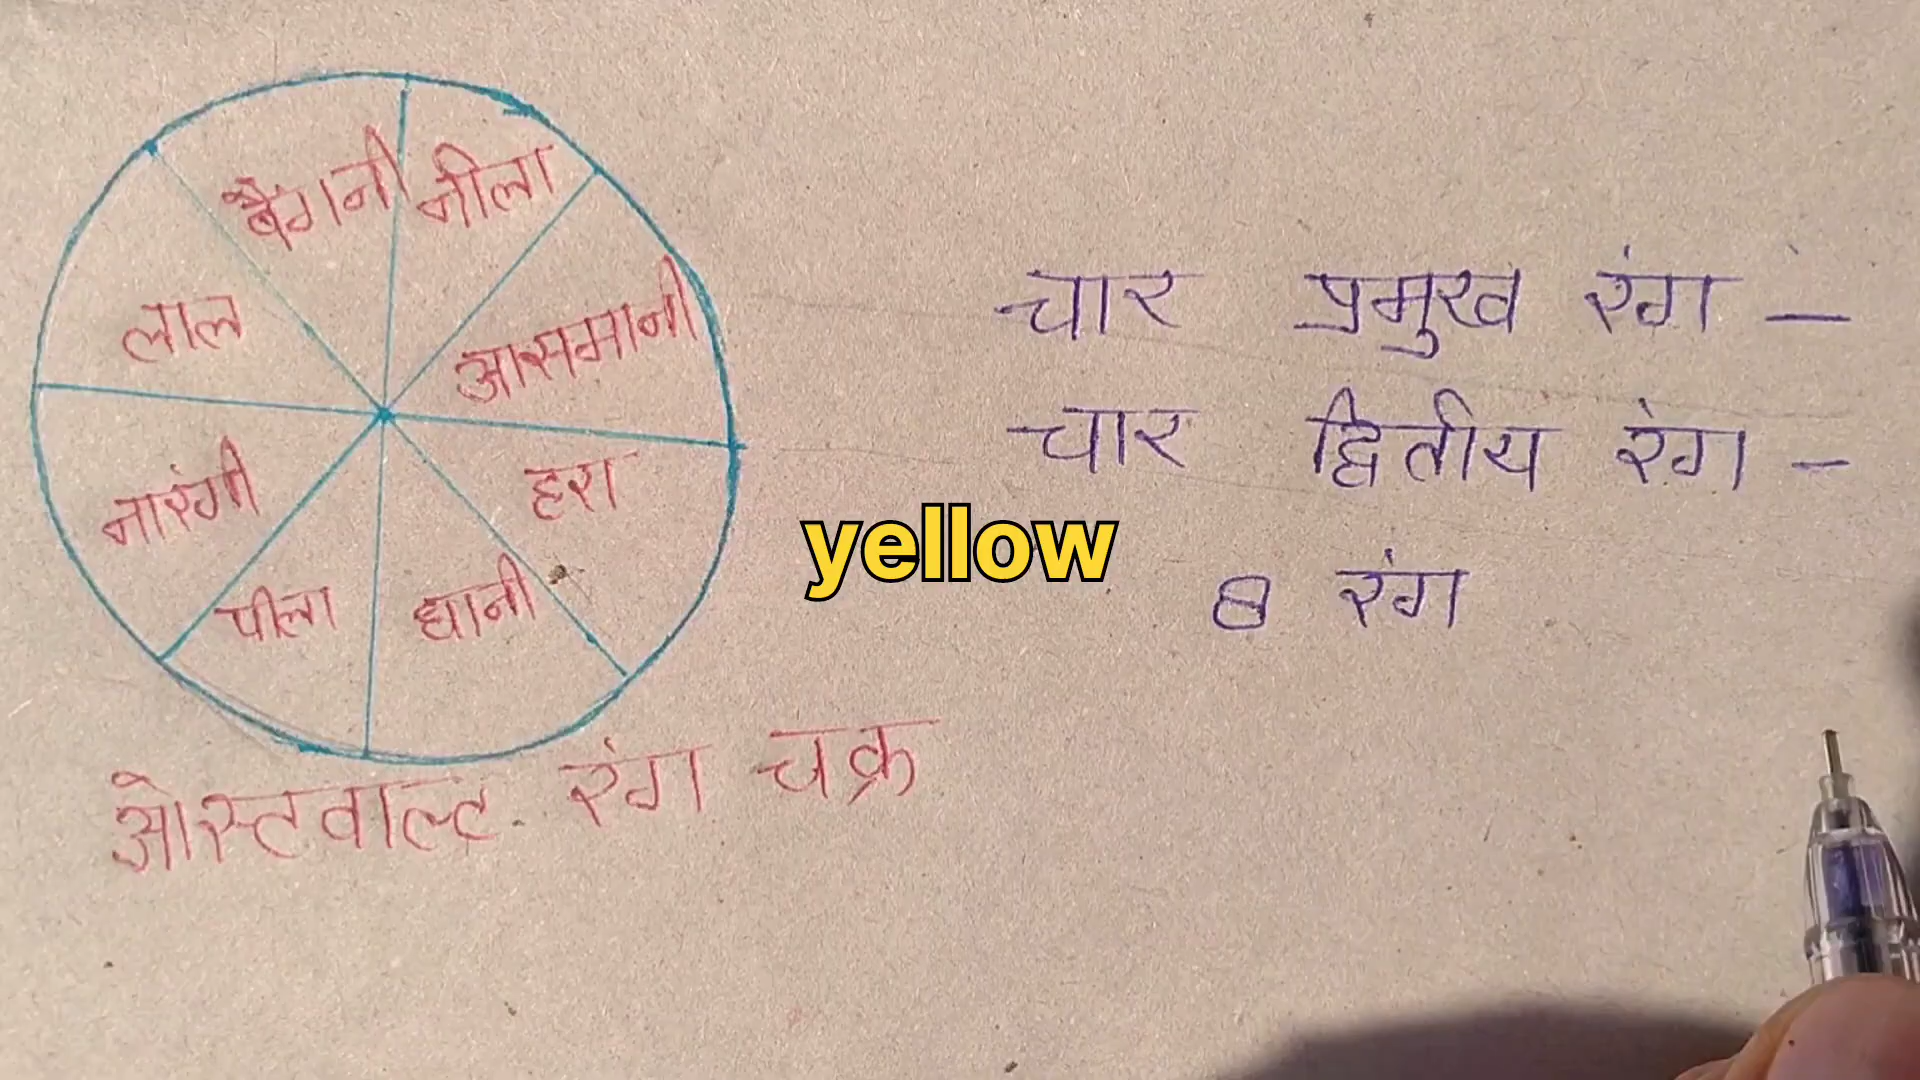 बैंगनी
नीला
लाल
आसमानी
नारंगी
हरा
पीला
धानी
ओस्टवाल्ट रंग चक्र
चार प्रमुख रंग -
चार द्वितीय रंग -
yellow
8 रंग